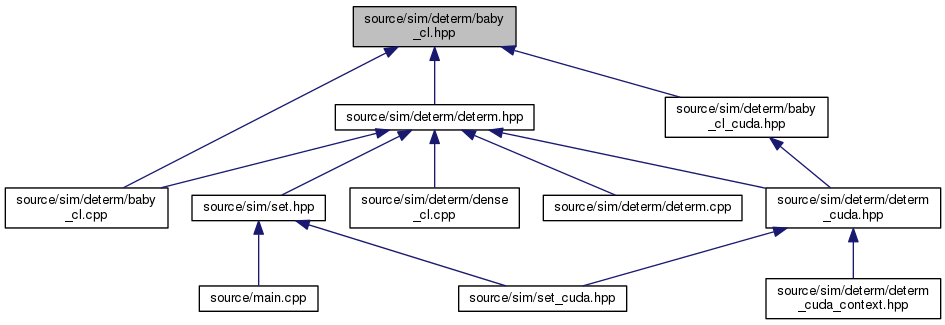 source/sim/determ/baby
_cl.hpp
source/sim/determ/determ.hpp
source/sim/determ/baby
_cl_cuda.hpp
source/sim/determ/baby
_cl.cpp
source/sim/set.hpp
source/sim/determ/dense
_cl.cpp
source/sim/determ/determ.cpp
source/sim/determ/determ
_cuda.hpp
source/main.cpp
source/sim/set_cuda.hpp
source/sim/determ/determ
_cuda_context.hpp